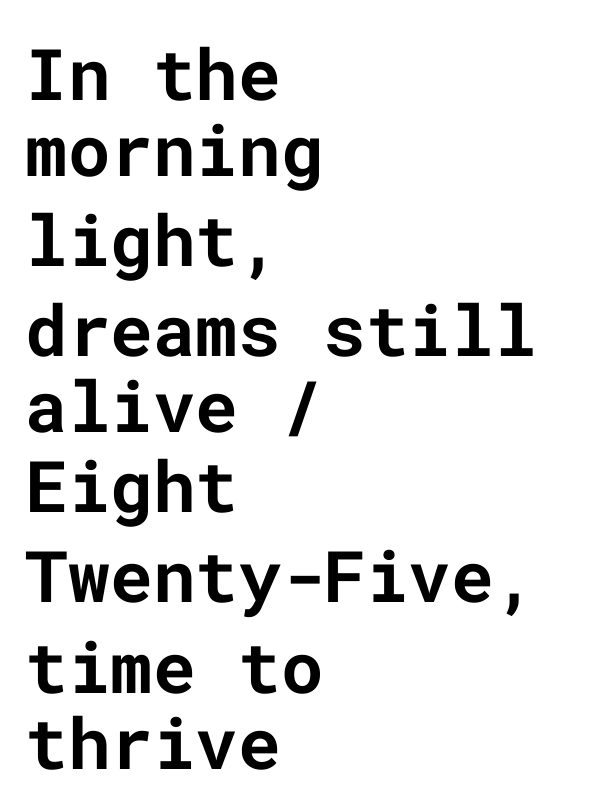 In the
morning
light,
dreams still
alive /
Eight
Twenty-Five,
time to
thrive